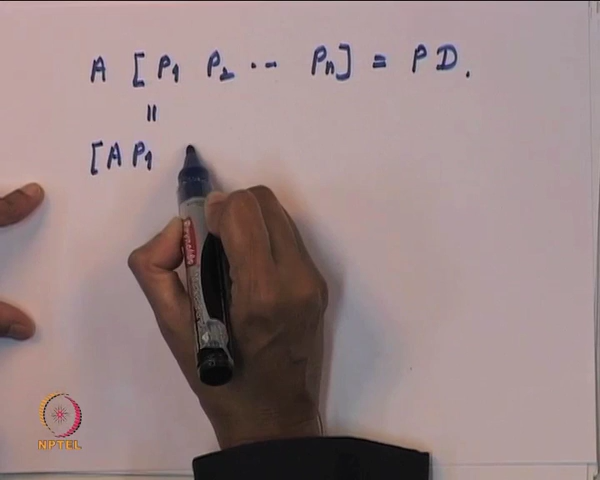 A [P₁ P₂ ... Pₙ] = PD.
=
[A P₁
NPTEL